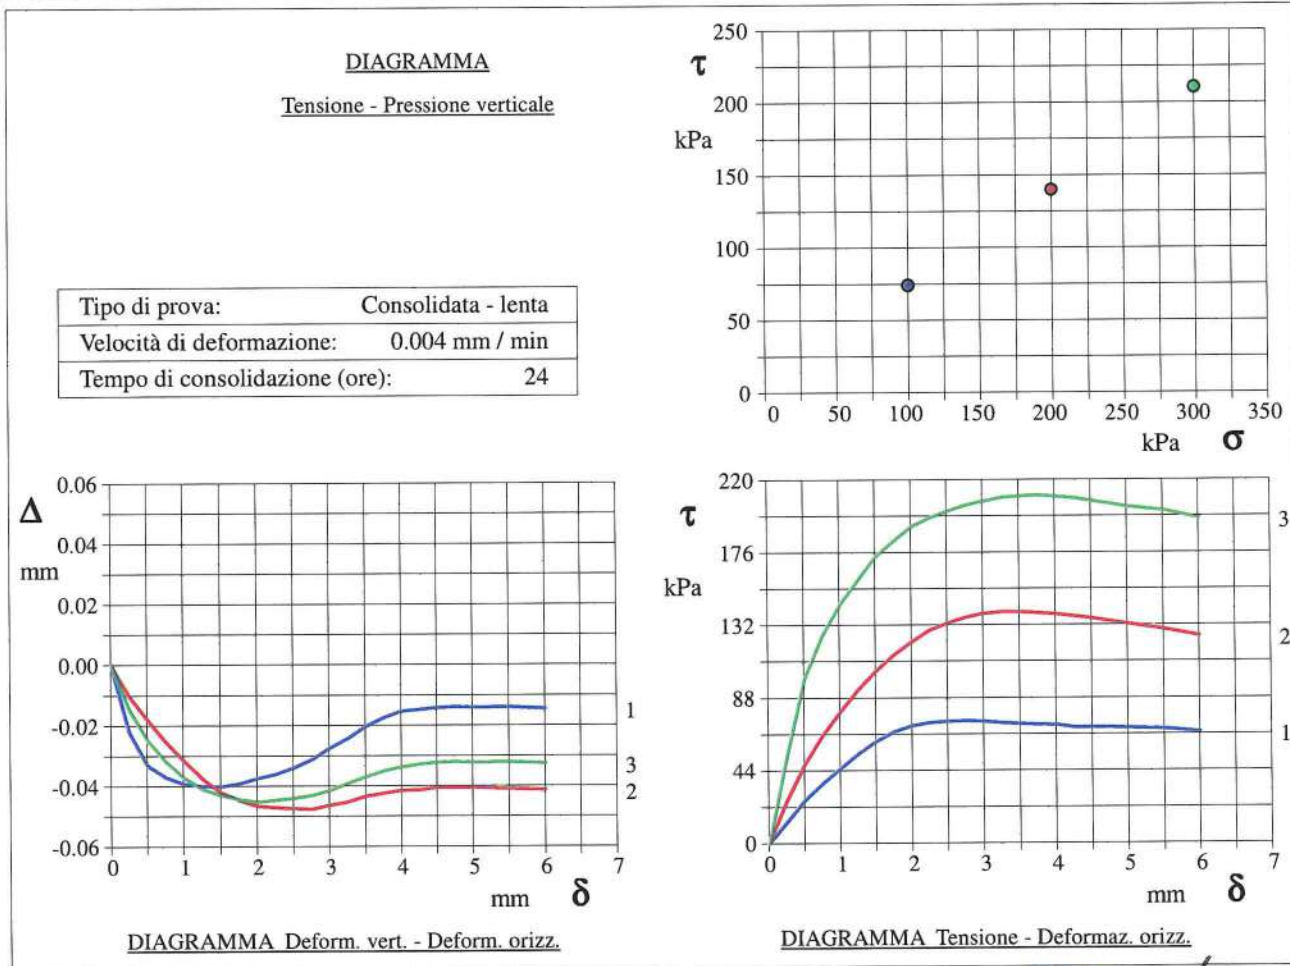 DIAGRAMMA
Tensione - Pressione verticale
Tipo di prova: Consolidata - lenta
Velocità di deformazione: 0.004 mm / min
Tempo di consolidazione (ore): 24
τ
kPa
250
200
150
100
50
0
0 50 100 150 200 250 300 350
kPa σ
Δ
mm
0.06
0.04
0.02
0.00
-0.02
-0.04
-0.06
1
3
2
0 1 2 3 4 5 6 7
mm δ
DIAGRAMMA Deform. vert. - Deform. orizz.
τ
kPa
220
176
132
88
44
0
3
2
1
0 1 2 3 4 5 6 7
mm δ
DIAGRAMMA Tensione - Deformaz. orizz.